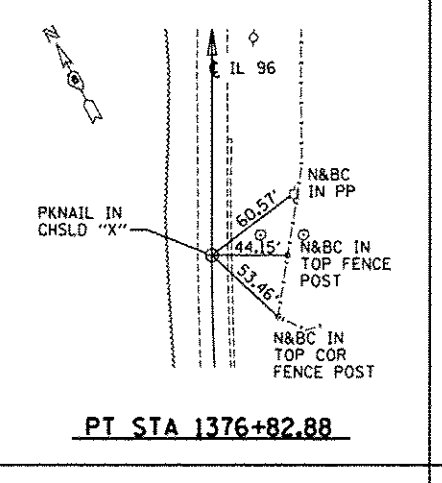 N
℄ IL 96
N&BC
IN PP
PKNAIL IN
CHSLD "X"
60.57'
44.15'
53.46'
N&BC IN
TOP FENCE
POST
N&BC IN
TOP COR
FENCE POST
PT STA 1376+82.88